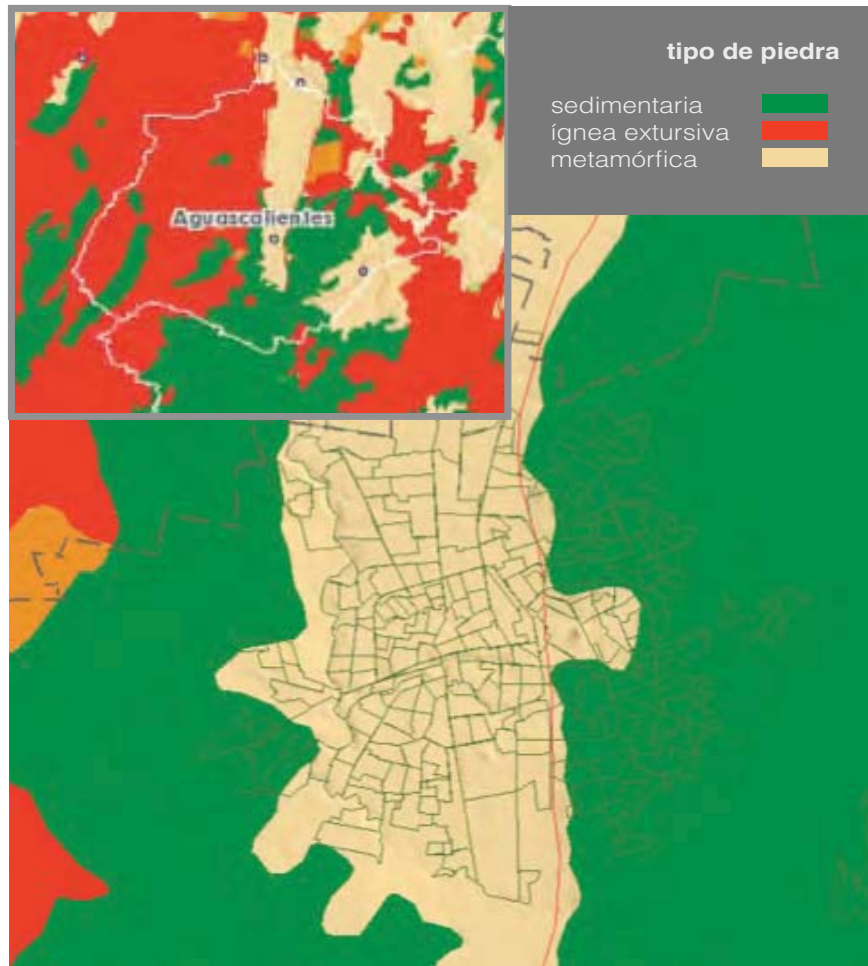 tipo de piedra
sedimentaria
ígnea extursiva
metamórfica
Aguascalientes